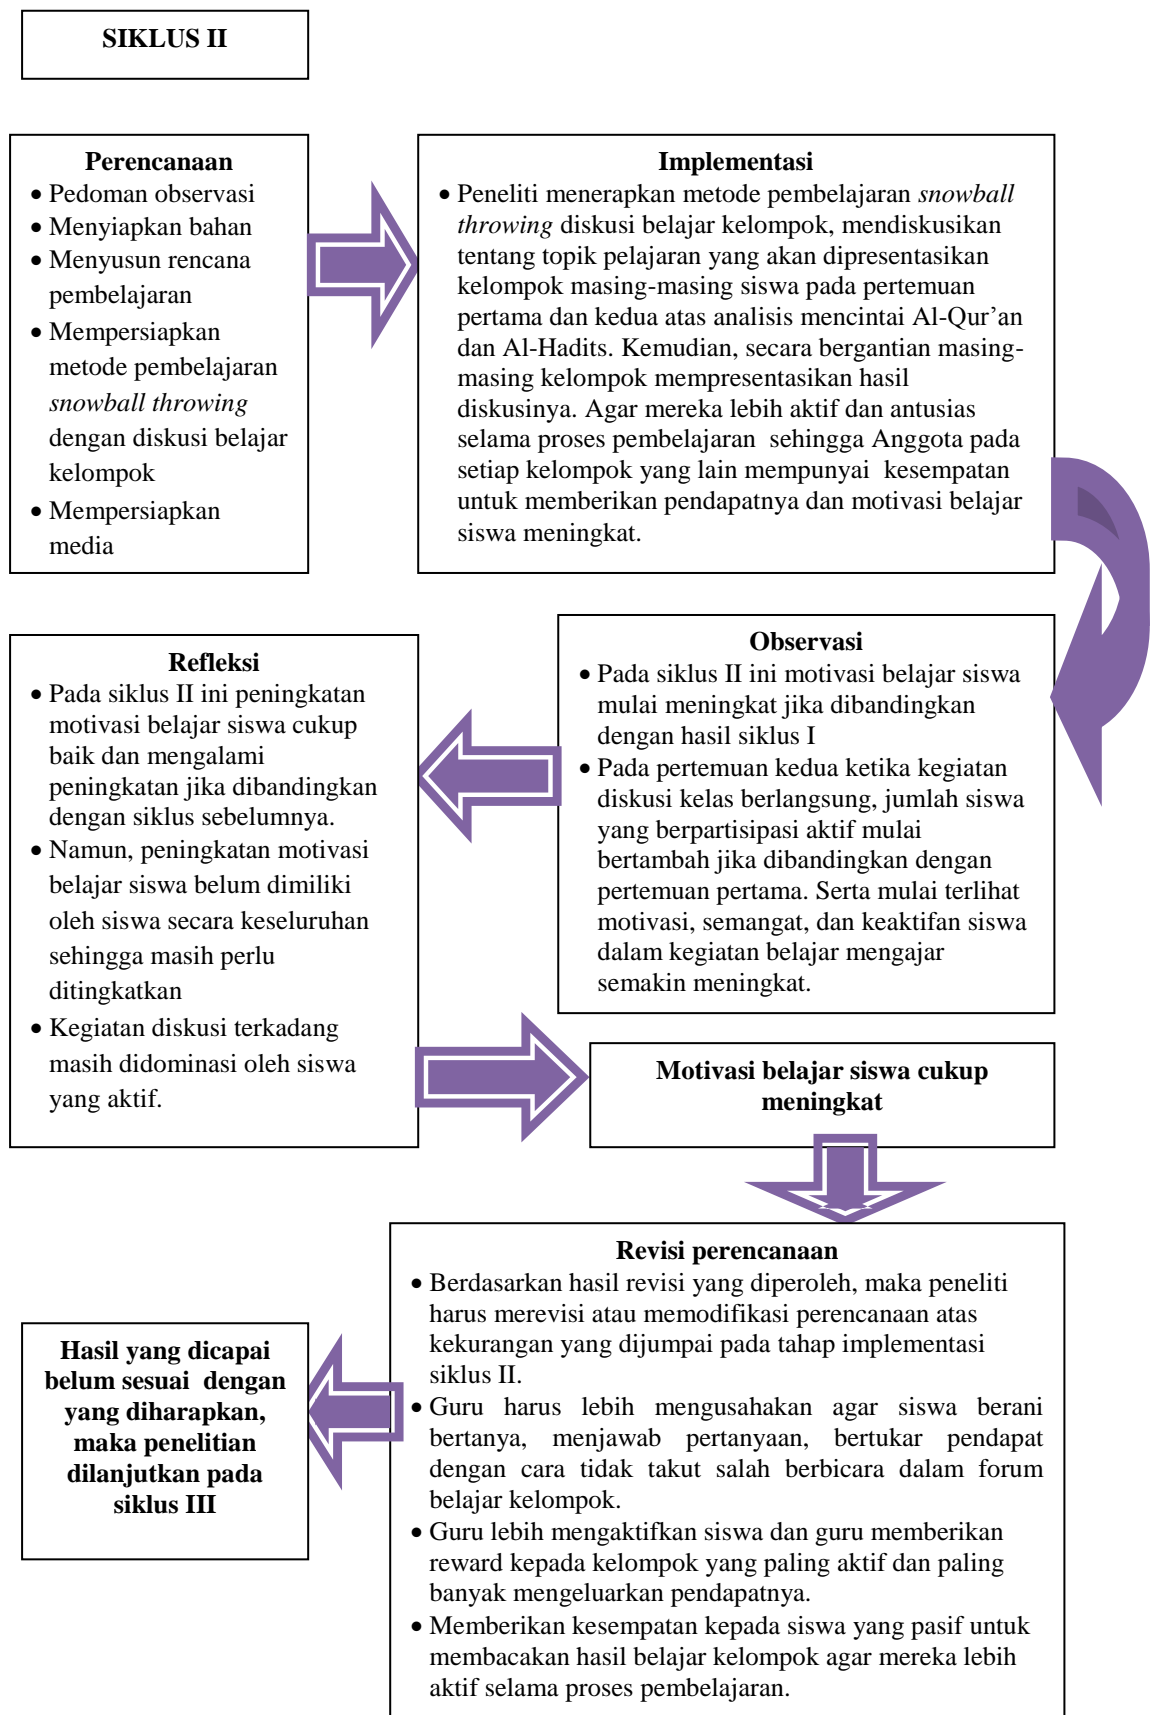 SIKLUS II
Perencanaan
• Pedoman observasi
• Menyiapkan bahan
• Menyusun rencana
pembelajaran
• Mempersiapkan
metode pembelajaran
snowball throwing
dengan diskusi belajar
kelompok
• Mempersiapkan
media
Implementasi
• Peneliti menerapkan metode pembelajaran snowball
throwing diskusi belajar kelompok, mendiskusikan
tentang topik pelajaran yang akan dipresentasikan
kelompok masing-masing siswa pada pertemuan
pertama dan kedua atas analisis mencintai Al-Qur’an
dan Al-Hadits. Kemudian, secara bergantian masing-
masing kelompok mempresentasikan hasil
diskusinya. Agar mereka lebih aktif dan antusias
selama proses pembelajaran sehingga Anggota pada
setiap kelompok yang lain mempunyai kesempatan
untuk memberikan pendapatnya dan motivasi belajar
siswa meningkat.
Observasi
• Pada siklus II ini motivasi belajar siswa
mulai meningkat jika dibandingkan
dengan hasil siklus I
• Pada pertemuan kedua ketika kegiatan
diskusi kelas berlangsung, jumlah siswa
yang berpartisipasi aktif mulai
bertambah jika dibandingkan dengan
pertemuan pertama. Serta mulai terlihat
motivasi, semangat, dan keaktifan siswa
dalam kegiatan belajar mengajar
semakin meningkat.
Refleksi
• Pada siklus II ini peningkatan
motivasi belajar siswa cukup
baik dan mengalami
peningkatan jika dibandingkan
dengan siklus sebelumnya.
• Namun, peningkatan motivasi
belajar siswa belum dimiliki
oleh siswa secara keseluruhan
sehingga masih perlu
ditingkatkan
• Kegiatan diskusi terkadang
masih didominasi oleh siswa
yang aktif.
Motivasi belajar siswa cukup
meningkat
Revisi perencanaan
• Berdasarkan hasil revisi yang diperoleh, maka peneliti
harus merevisi atau memodifikasi perencanaan atas
kekurangan yang dijumpai pada tahap implementasi
siklus II.
• Guru harus lebih mengusahakan agar siswa berani
bertanya, menjawab pertanyaan, bertukar pendapat
dengan cara tidak takut salah berbicara dalam forum
belajar kelompok.
• Guru lebih mengaktifkan siswa dan guru memberikan
reward kepada kelompok yang paling aktif dan paling
banyak mengeluarkan pendapatnya.
• Memberikan kesempatan kepada siswa yang pasif untuk
membacakan hasil belajar kelompok agar mereka lebih
aktif selama proses pembelajaran.
Hasil yang dicapai
belum sesuai dengan
yang diharapkan,
maka penelitian
dilanjutkan pada
siklus III